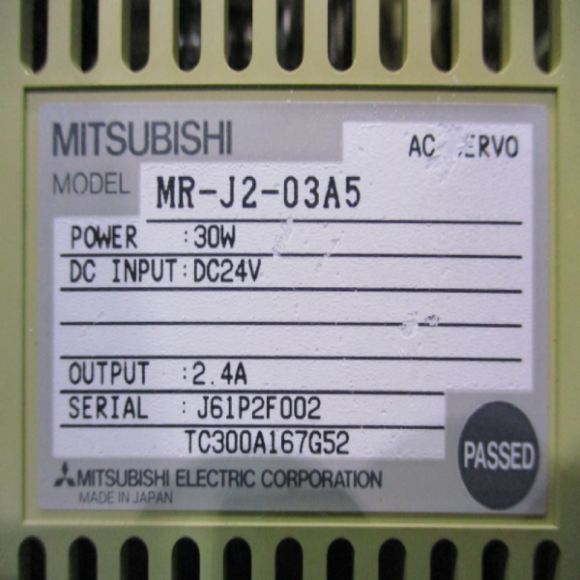 MITSUBISHI
AC ERVO
MODEL MR-J2-03A5
POWER :30W
DC INPUT:DC24V
OUTPUT :2.4A
SERIAL :J61P2F002
TC300A167G52
PASSED
MITSUBISHI ELECTRIC CORPORATION
MADE IN JAPAN